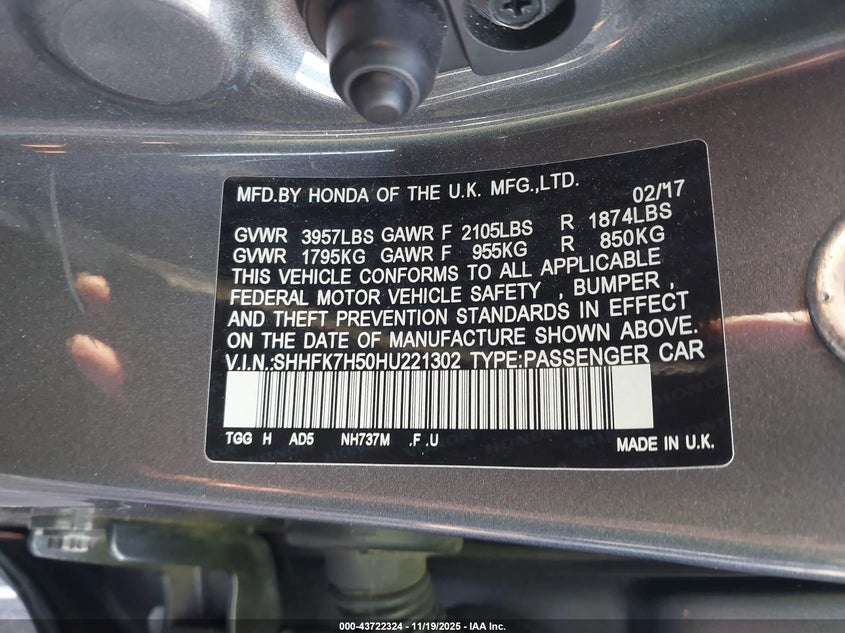 MFD.BY HONDA OF THE U.K. MFG.,LTD. 02/17
GVWR 3957LBS GAWR F 2105LBS R 1874LBS
GVWR 1795KG GAWR F 955KG R 850KG
THIS VEHICLE CONFORMS TO ALL APPLICABLE
FEDERAL MOTOR VEHICLE SAFETY , BUMPER ,
AND THEFT PREVENTION STANDARDS IN EFFECT
ON THE DATE OF MANUFACTURE SHOWN ABOVE.
V.I.N.:SHHFK7H50HU221302 TYPE:PASSENGER CAR
TGG H AD5 NH737M .F .U MADE IN U.K.
000-43722324 | 11/19/2025 - IAA Inc.